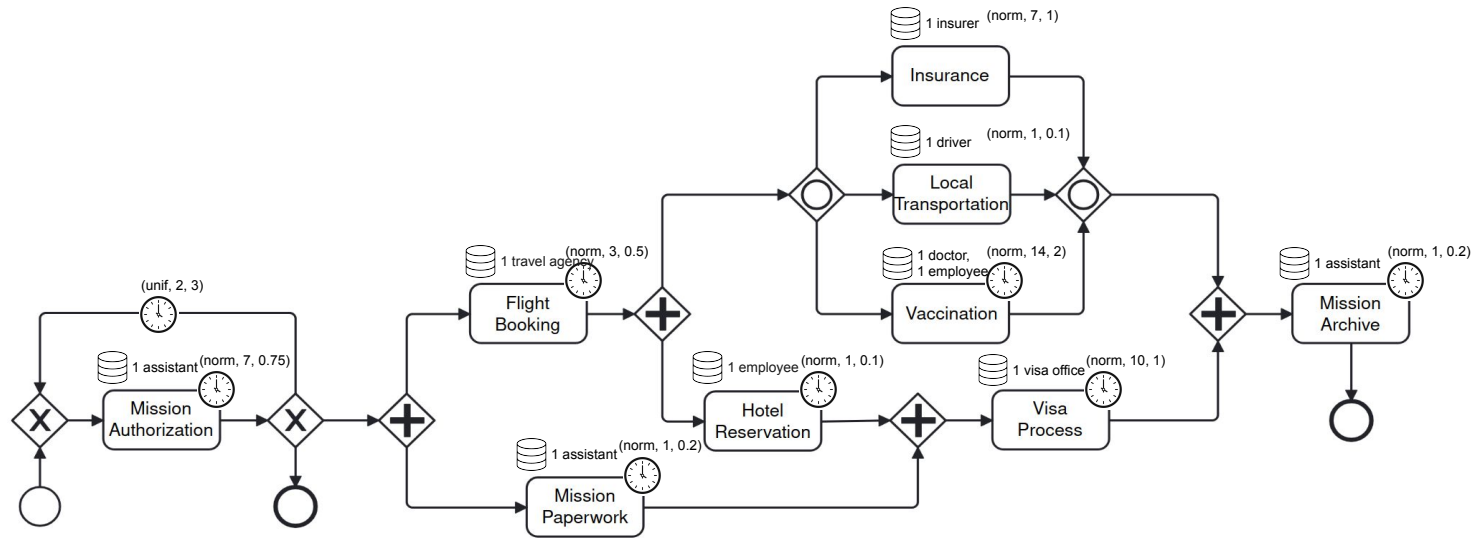 1 insurer (norm, 7, 1)
Insurance
1 driver (norm, 1, 0.1)
Local
Transportation
1 doctor,
1 employee (norm, 14, 2)
Vaccination
1 travel agency (norm, 3, 0.5)
Flight
Booking
1 assistant (norm, 1, 0.2)
Mission
Archive
(unif, 2, 3)
1 assistant (norm, 7, 0.75)
Mission
Authorization
X
X
1 employee (norm, 1, 0.1)
Hotel
Reservation
1 visa office (norm, 10, 1)
Visa
Process
1 assistant (norm, 1, 0.2)
Mission
Paperwork